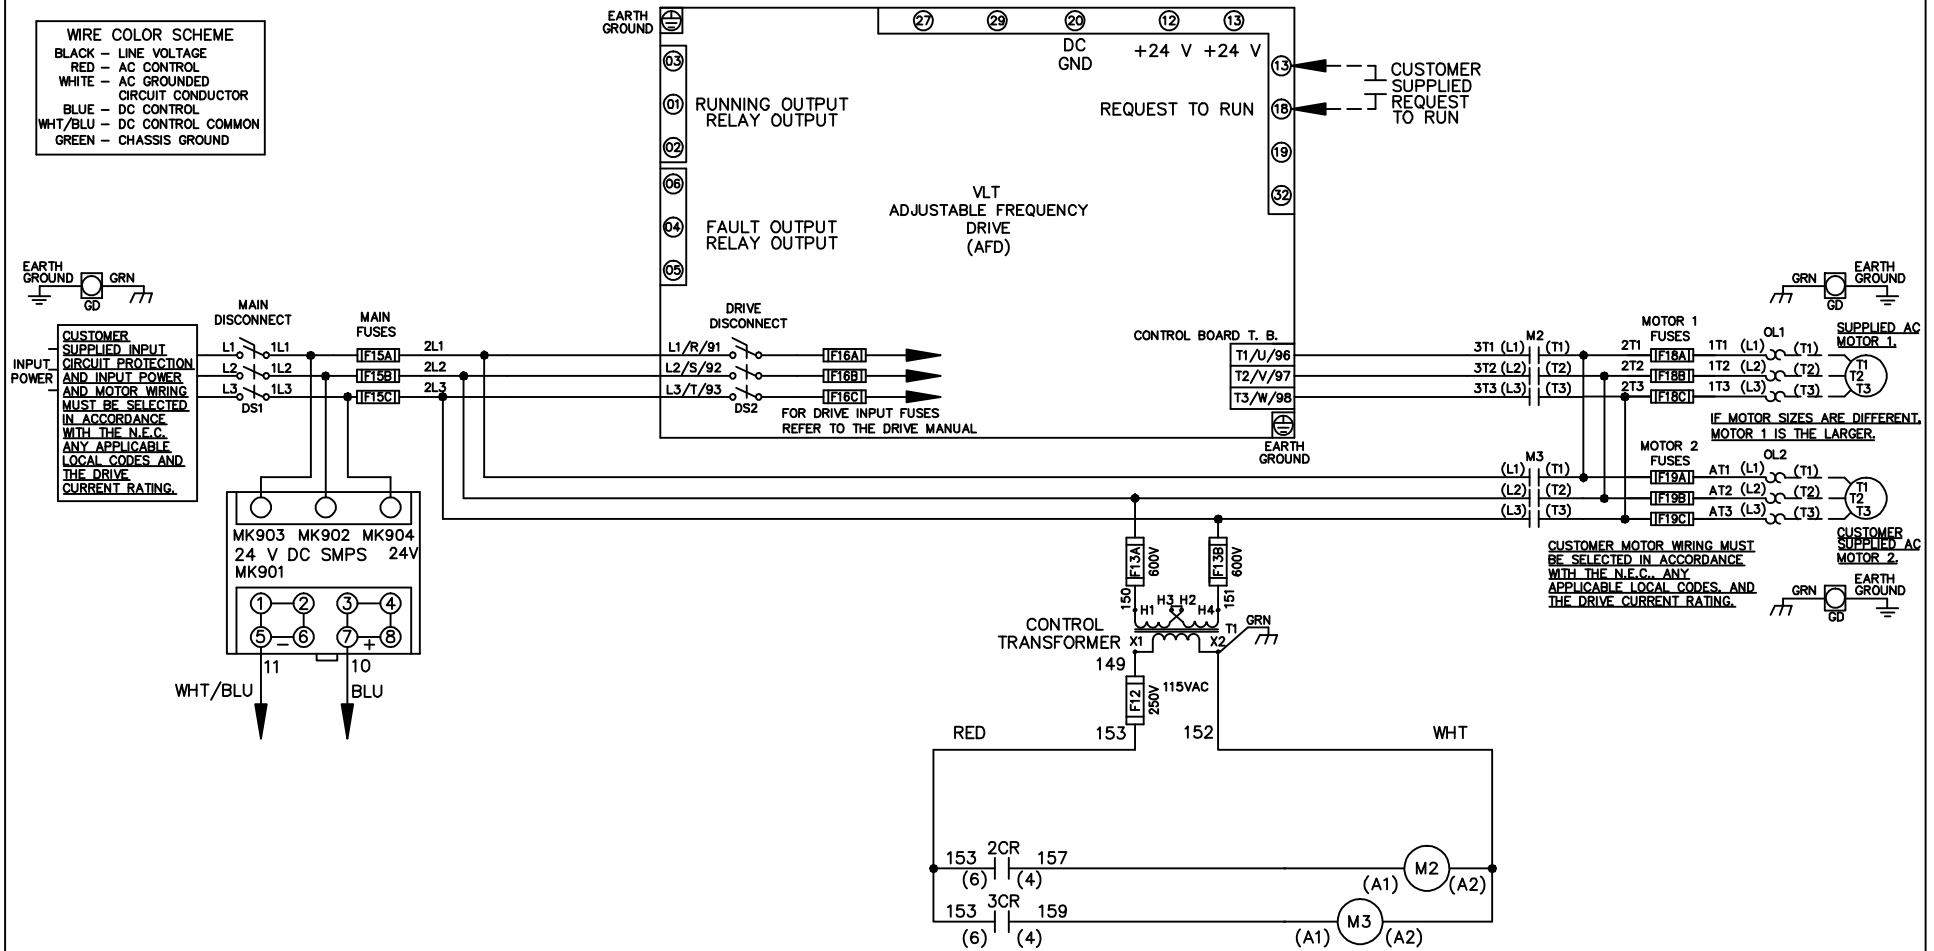 WIRE COLOR SCHEME
BLACK – LINE VOLTAGE
RED – AC CONTROL
WHITE – AC GROUNDED
CIRCUIT CONDUCTOR
BLUE – DC CONTROL
WHT/BLU – DC CONTROL COMMON
GREEN – CHASSIS GROUND
EARTH
GROUND
27
29
20
12
13
DC
GND
+24 V
+24 V
03
01
02
RUNNING OUTPUT
RELAY OUTPUT
06
04
05
FAULT OUTPUT
RELAY OUTPUT
VLT
ADJUSTABLE FREQUENCY
DRIVE
(AFD)
REQUEST TO RUN
13
18
19
32
CUSTOMER
SUPPLIED
REQUEST
TO RUN
EARTH
GROUND
GRN
GD
INPUT
POWER
CUSTOMER
SUPPLIED INPUT
CIRCUIT PROTECTION
AND INPUT POWER
AND MOTOR WIRING
MUST BE SELECTED
IN ACCORDANCE
WITH THE N.E.C.
ANY APPLICABLE
LOCAL CODES AND
THE DRIVE
CURRENT RATING.
MAIN
DISCONNECT
L1 1L1
L2 1L2
L3 1L3
DS1
MAIN
FUSES
F15A
F15B
F15C
2L1
2L2
2L3
DRIVE
DISCONNECT
L1/R/91
L2/S/92
L3/T/93
DS2
F16A
F16B
F16C
FOR DRIVE INPUT FUSES
REFER TO THE DRIVE MANUAL
CONTROL BOARD T. B.
T1/U/96
T2/V/97
T3/W/98
EARTH
GROUND
M2
3T1 (L1) (T1)
3T2 (L2) (T2)
3T3 (L3) (T3)
MOTOR 1
FUSES
2T1 F18A 1T1 (L1)
2T2 F18B 1T2 (L2)
2T3 F18C 1T3 (L3)
OL1
(T1)
(T2)
(T3)
T1
T2
T3
GRN
GD
EARTH
GROUND
SUPPLIED AC
MOTOR 1.
IF MOTOR SIZES ARE DIFFERENT,
MOTOR 1 IS THE LARGER.
M3
(L1) (T1)
(L2) (T2)
(L3) (T3)
MOTOR 2
FUSES
F19A AT1 (L1)
F19B AT2 (L2)
F19C AT3 (L3)
OL2
(T1)
(T2)
(T3)
T1
T2
T3
CUSTOMER
SUPPLIED AC
MOTOR 2.
CUSTOMER MOTOR WIRING MUST
BE SELECTED IN ACCORDANCE
WITH THE N.E.C., ANY
APPLICABLE LOCAL CODES, AND
THE DRIVE CURRENT RATING.
GRN
GD
EARTH
GROUND
MK903 MK902 MK904
24 V DC SMPS 24V
MK901
1 2 3 4
5 – 6 7 + 8
11
10
WHT/BLU
BLU
F13A
600V
F13B
600V
150
151
H1 H3 H2 H4
CONTROL
TRANSFORMER
X1
X2
T1
GRN
149
F12
250V
115VAC
153
152
RED
WHT
153 2CR 157
(6) (4)
(A1) M2 (A2)
153 3CR 159
(6) (4)
(A1) M3 (A2)